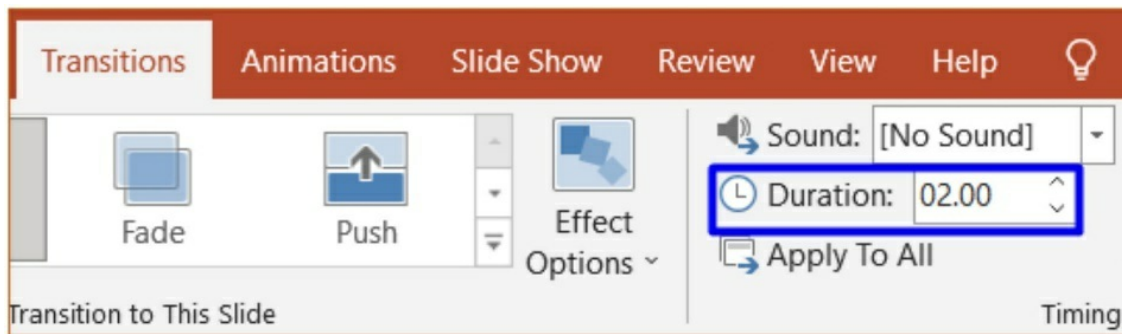 Transitions Animations Slide Show Review View Help
Sound: [No Sound]
Duration: 02.00
Fade Push Effect Options
Apply To All
Transition to This Slide Timing